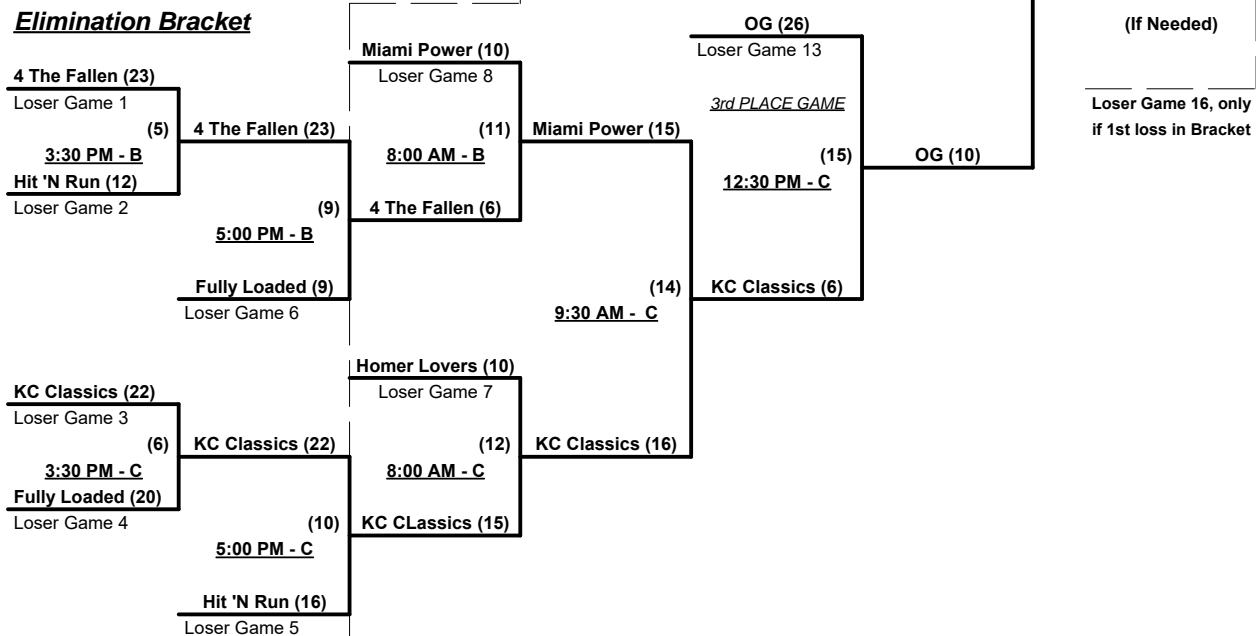 Elimination Bracket
OG (26)
(If Needed)
Miami Power (10)
Loser Game 13
4 The Fallen (23)
Loser Game 8
Loser Game 1
3rd PLACE GAME
Loser Game 16, only
if 1st loss in Bracket
(5)
4 The Fallen (23)
(11)
Miami Power (15)
3:30 PM - B
8:00 AM - B
(15)
OG (10)
Hit 'N Run (12)
12:30 PM - C
Loser Game 2
(9)
4 The Fallen (6)
5:00 PM - B
Fully Loaded (9)
(14)
KC Classics (6)
Loser Game 6
9:30 AM - C
Homer Lovers (10)
KC Classics (22)
Loser Game 7
Loser Game 3
(6)
KC Classics (22)
(12)
KC Classics (16)
3:30 PM - C
8:00 AM - C
Fully Loaded (20)
Loser Game 4
(10)
KC CLassics (15)
5:00 PM - C
Hit 'N Run (16)
Loser Game 5